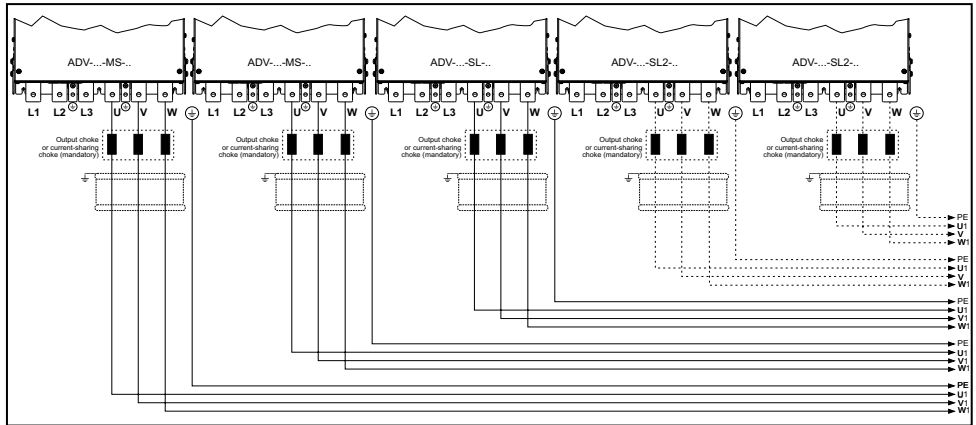 ADV-...-MS-.. ADV-...-MS-.. ADV-...-SL-.. ADV-...-SL2-.. ADV-...-SL2-..
L1 L2 L3 U V W L1 L2 L3 U V W L1 L2 L3 U V W L1 L2 L3 U V W L1 L2 L3 U V W
Output choke
or current-sharing
choke (mandatory)
Output choke
or current-sharing
choke (mandatory)
Output choke
or current-sharing
choke (mandatory)
Output choke
or current-sharing
choke (mandatory)
Output choke
or current-sharing
choke (mandatory)
PE
U1
V
W1
PE
U1
V
W1
PE
U1
V1
W1
PE
U1
V1
W1
PE
U1
V1
W1